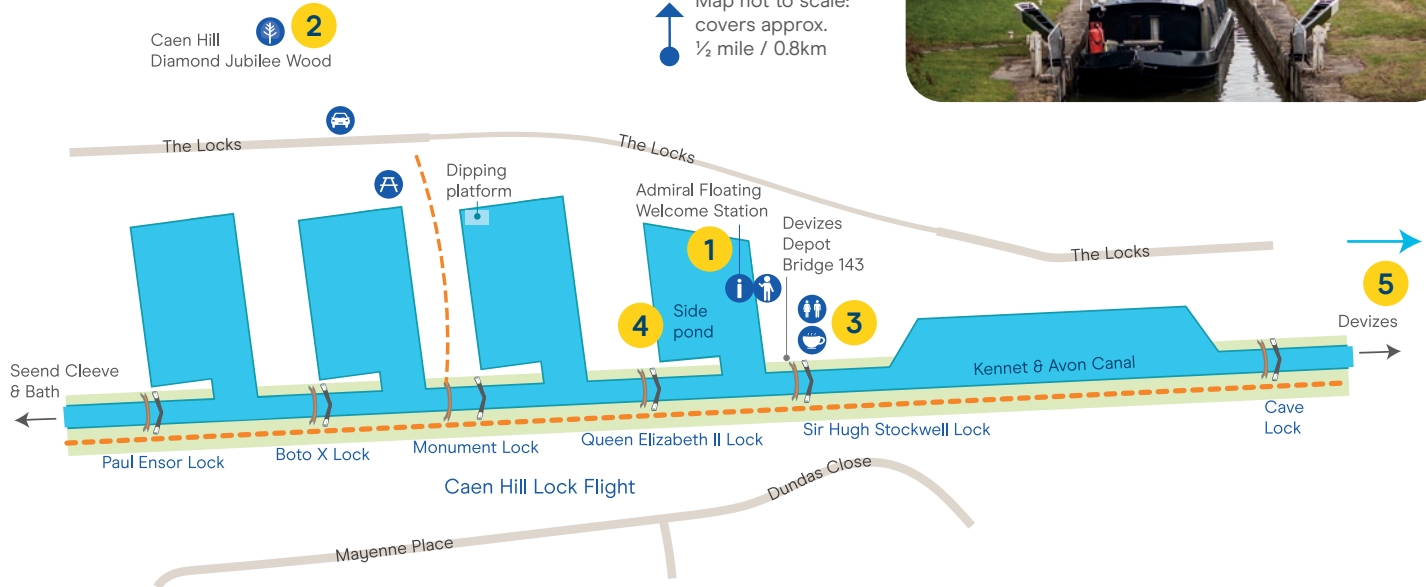 Caen Hill
Diamond Jubilee Wood
2
Map not to scale:
covers approx.
½ mile / 0.8km
The Locks
The Locks
Dipping
platform
Admiral Floating
Welcome Station
1
i
Devizes
Depot
Bridge 143
The Locks
5
Devizes
4
Side
pond
3
Seend Cleeve
& Bath
Kennet & Avon Canal
Paul Ensor Lock
Boto X Lock
Monument Lock
Queen Elizabeth II Lock
Sir Hugh Stockwell Lock
Cave
Lock
Caen Hill Lock Flight
Dundas Close
Mayenne Place